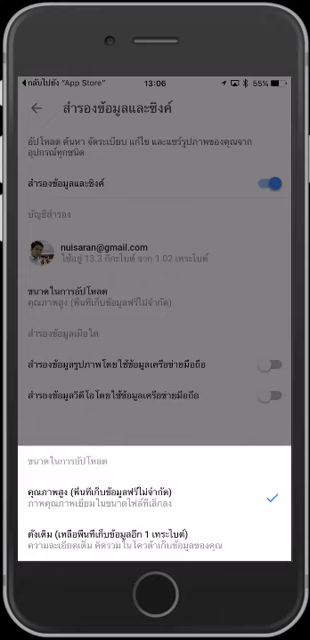 กลับไปยัง "App Store"
13:06
55%
สำรองข้อมูลและซิงค์
อัปโหลด ค้นหา จัดระเบียบ แก้ไข และแชร์รูปภาพของคุณจาก
อุปกรณ์ทุกชนิด
สำรองข้อมูลและซิงค์
บัญชีสำรอง
nuisaran@gmail.com
ใช้อยู่ 13.3 กิกะไบต์ จาก 1.02 เทระไบต์
ขนาดในการอัปโหลด
คุณภาพสูง (พื้นที่เก็บข้อมูลฟรีไม่จำกัด)
สำรองข้อมูลเมื่อใด
สำรองข้อมูลรูปภาพโดยใช้ข้อมูลเครือข่ายมือถือ
สำรองข้อมูลวิดีโอโดยใช้ข้อมูลเครือข่ายมือถือ
ขนาดในการอัปโหลด
คุณภาพสูง (พื้นที่เก็บข้อมูลฟรีไม่จำกัด)
ภาพคุณภาพเยี่ยมในขนาดไฟล์ที่เล็กลง
ดั้งเดิม (เหลือพื้นที่เก็บข้อมูลอีก 1 เทระไบต์)
ความละเอียดเต็ม คิดรวมในโควต้าเก็บข้อมูลของคุณ